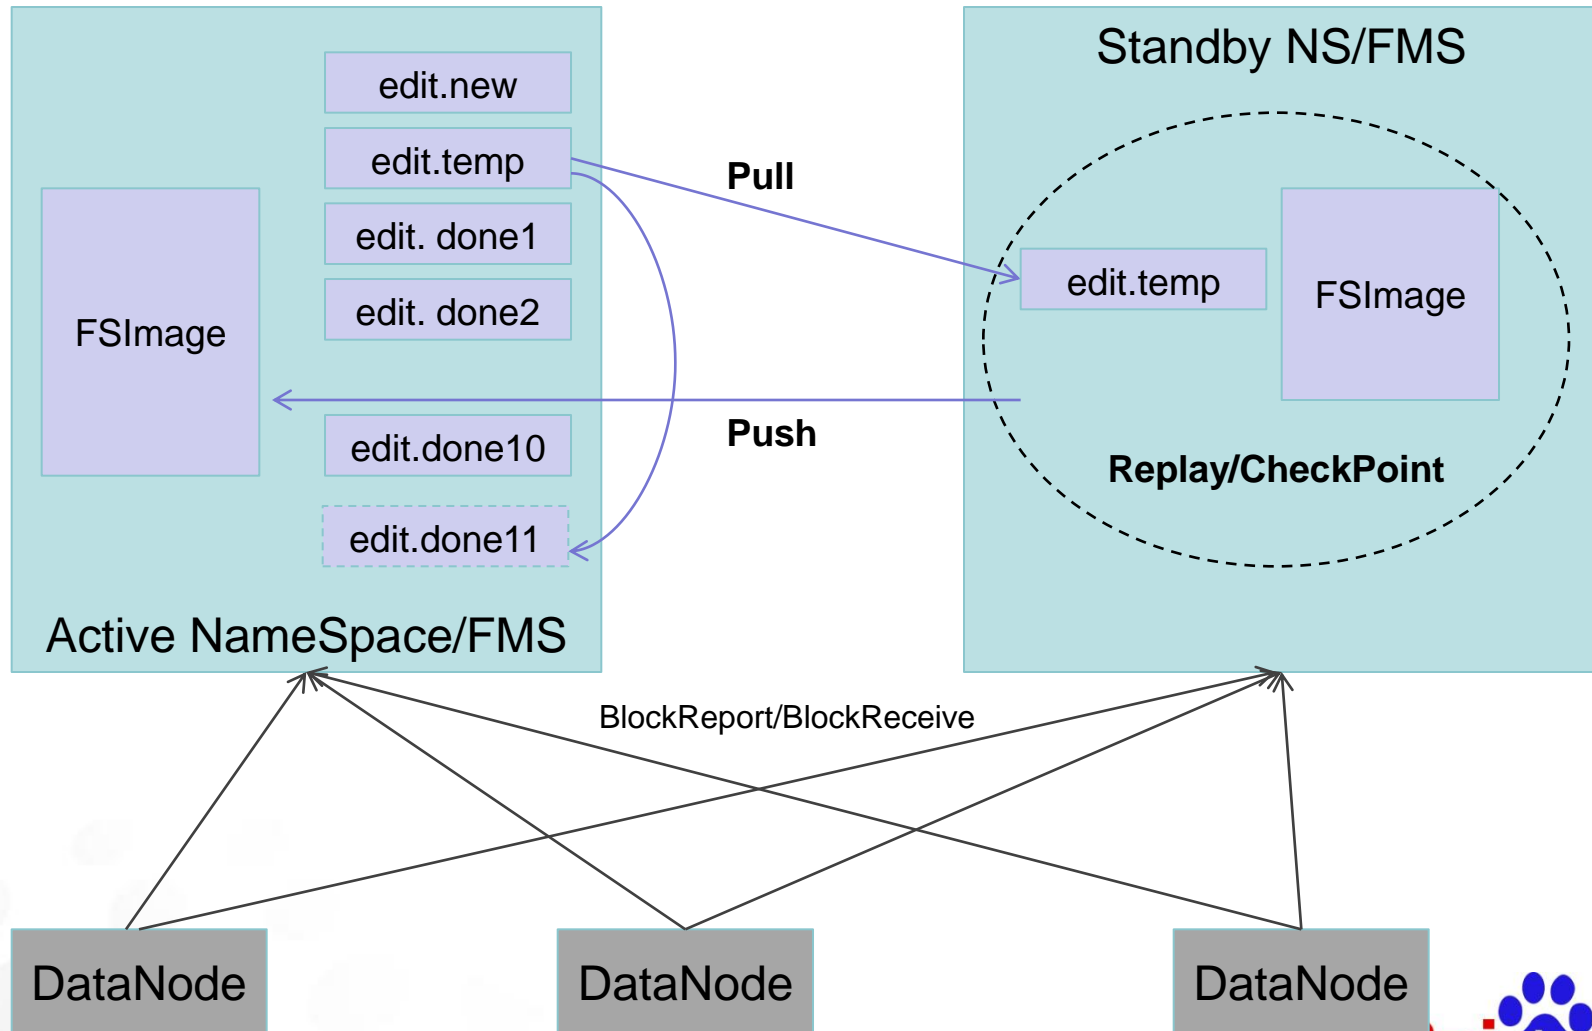 edit.new
edit.temp
edit. done1
edit. done2
FSImage
edit.done10
edit.done11
Active NameSpace/FMS
Pull
Push
Standby NS/FMS
edit.temp
FSImage
Replay/CheckPoint
BlockReport/BlockReceive
DataNode
DataNode
DataNode